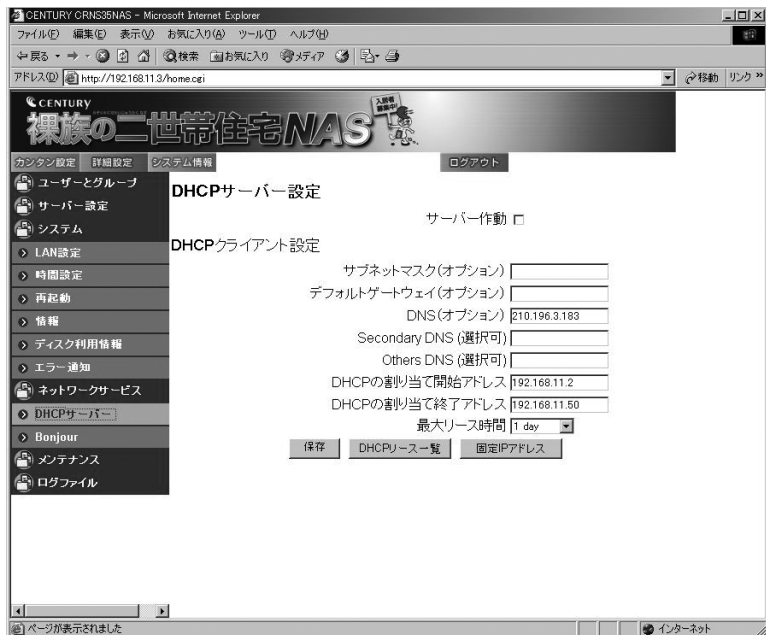 CENTURY CRNS35NAS - Microsoft Internet Explorer
ファイル(F) 編集(E) 表示(V) お気に入り(A) ツール(T) ヘルプ(H)
戻る 検索 お気に入り メディア
アドレス(D) http://192.168.11.3/home.cgi 移動 リンク »
CENTURY
裸族の二世帯住宅NAS
入居者募集中!
カンタン設定 詳細設定 システム情報 ログアウト
ユーザーとグループ
サーバー設定
システム
LAN設定
時間設定
再起動
情報
ディスク利用情報
エラー通知
ネットワークサービス
DHCPサーバー
Bonjour
メンテナンス
ログファイル
DHCPサーバー設定
サーバー作動
DHCPクライアント設定
サブネットマスク(オプション)
デフォルトゲートウェイ(オプション)
DNS(オプション) 210.196.3.183
Secondary DNS (選択可)
Others DNS (選択可)
DHCPの割り当て開始アドレス 192.168.11.2
DHCPの割り当て終了アドレス 192.168.11.50
最大リース時間 1 day
保存 DHCPリース一覧 固定IPアドレス
ページが表示されました インターネット